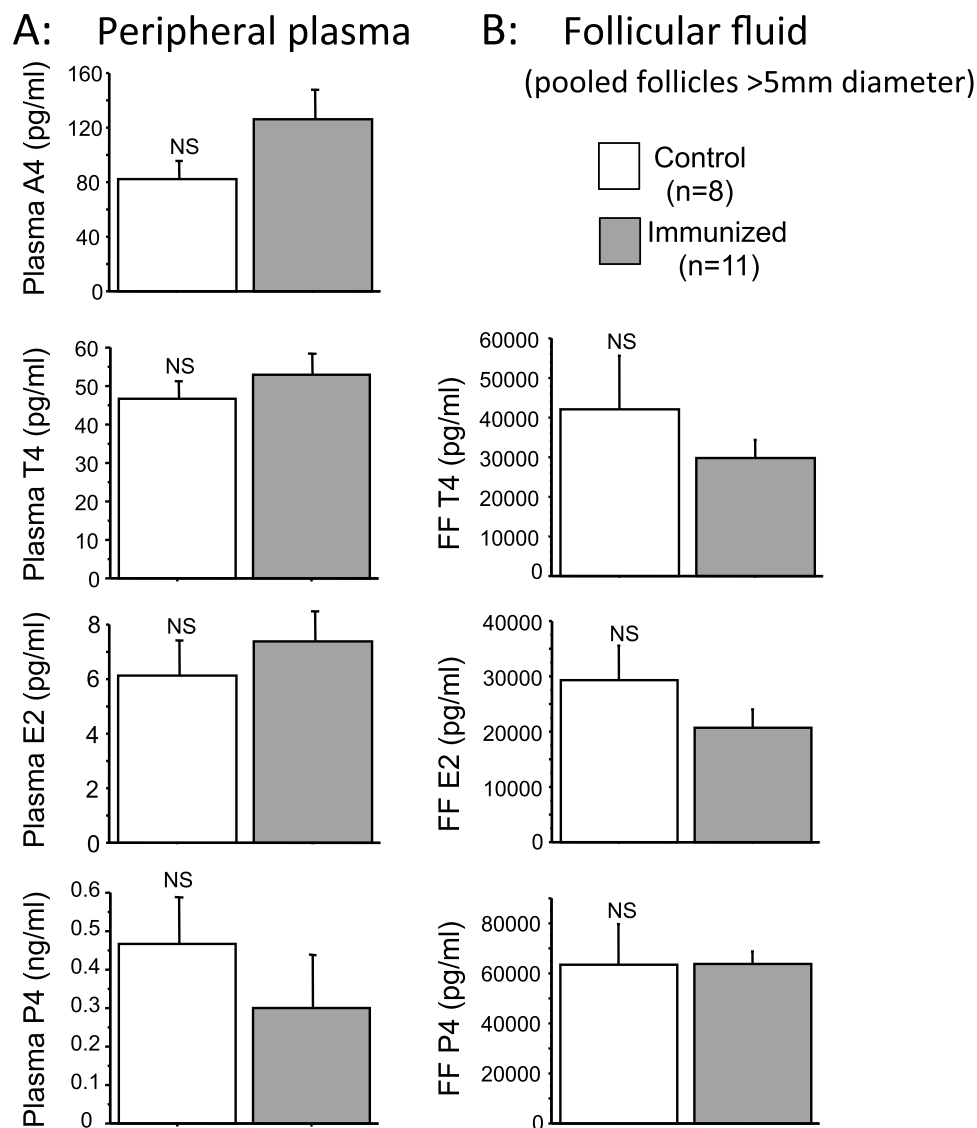 A: Peripheral plasma
B: Follicular fluid
(pooled follicles >5mm diameter)
Control
(n=8)
Immunized
(n=11)
Plasma A4 (pg/ml)
160
120
80
40
0
NS
Plasma T4 (pg/ml)
60
50
40
30
20
10
0
NS
FF T4 (pg/ml)
60000
50000
40000
30000
20000
10000
0
NS
Plasma E2 (pg/ml)
8
6
4
2
0
NS
FF E2 (pg/ml)
40000
30000
20000
10000
0
NS
Plasma P4 (ng/ml)
0.6
0.5
0.4
0.3
0.2
0.1
0
NS
FF P4 (pg/ml)
80000
60000
40000
20000
0
NS